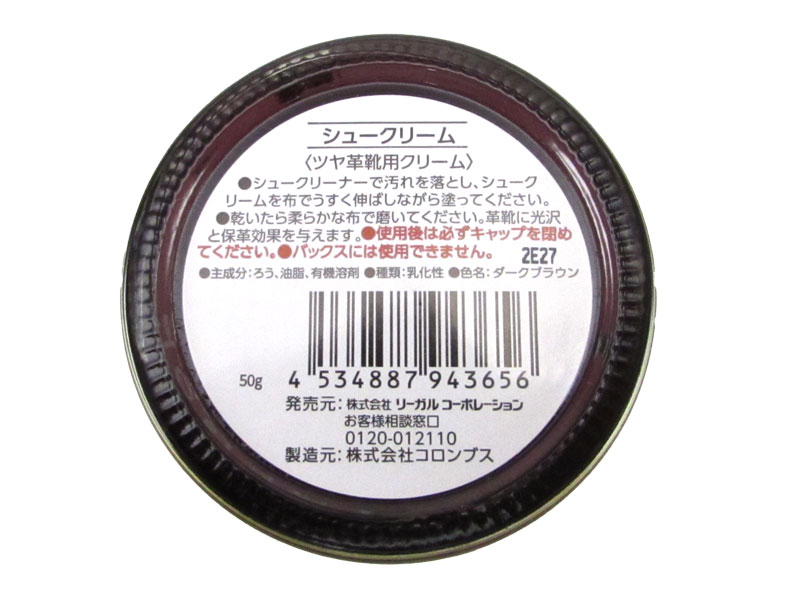 シュークリーム
〈ツヤ革靴用クリーム〉
●シュークリーナーで汚れを落とし、シューク
リームを布でうすく伸ばしながら塗ってください。
●乾いたら柔らかな布で磨いてください。革靴に光沢
と保革効果を与えます。●使用後は必ずキャップを閉め
てください。●バックスには使用できません。 2E27
●主成分：ろう、油脂、有機溶剤 ●種類：乳化性 ●色名：ダークブラウン
50g 4 534887 943656
発売元：株式会社 リーガル コーポレーション
お客様相談窓口
0120-012110
製造元：株式会社コロンブス